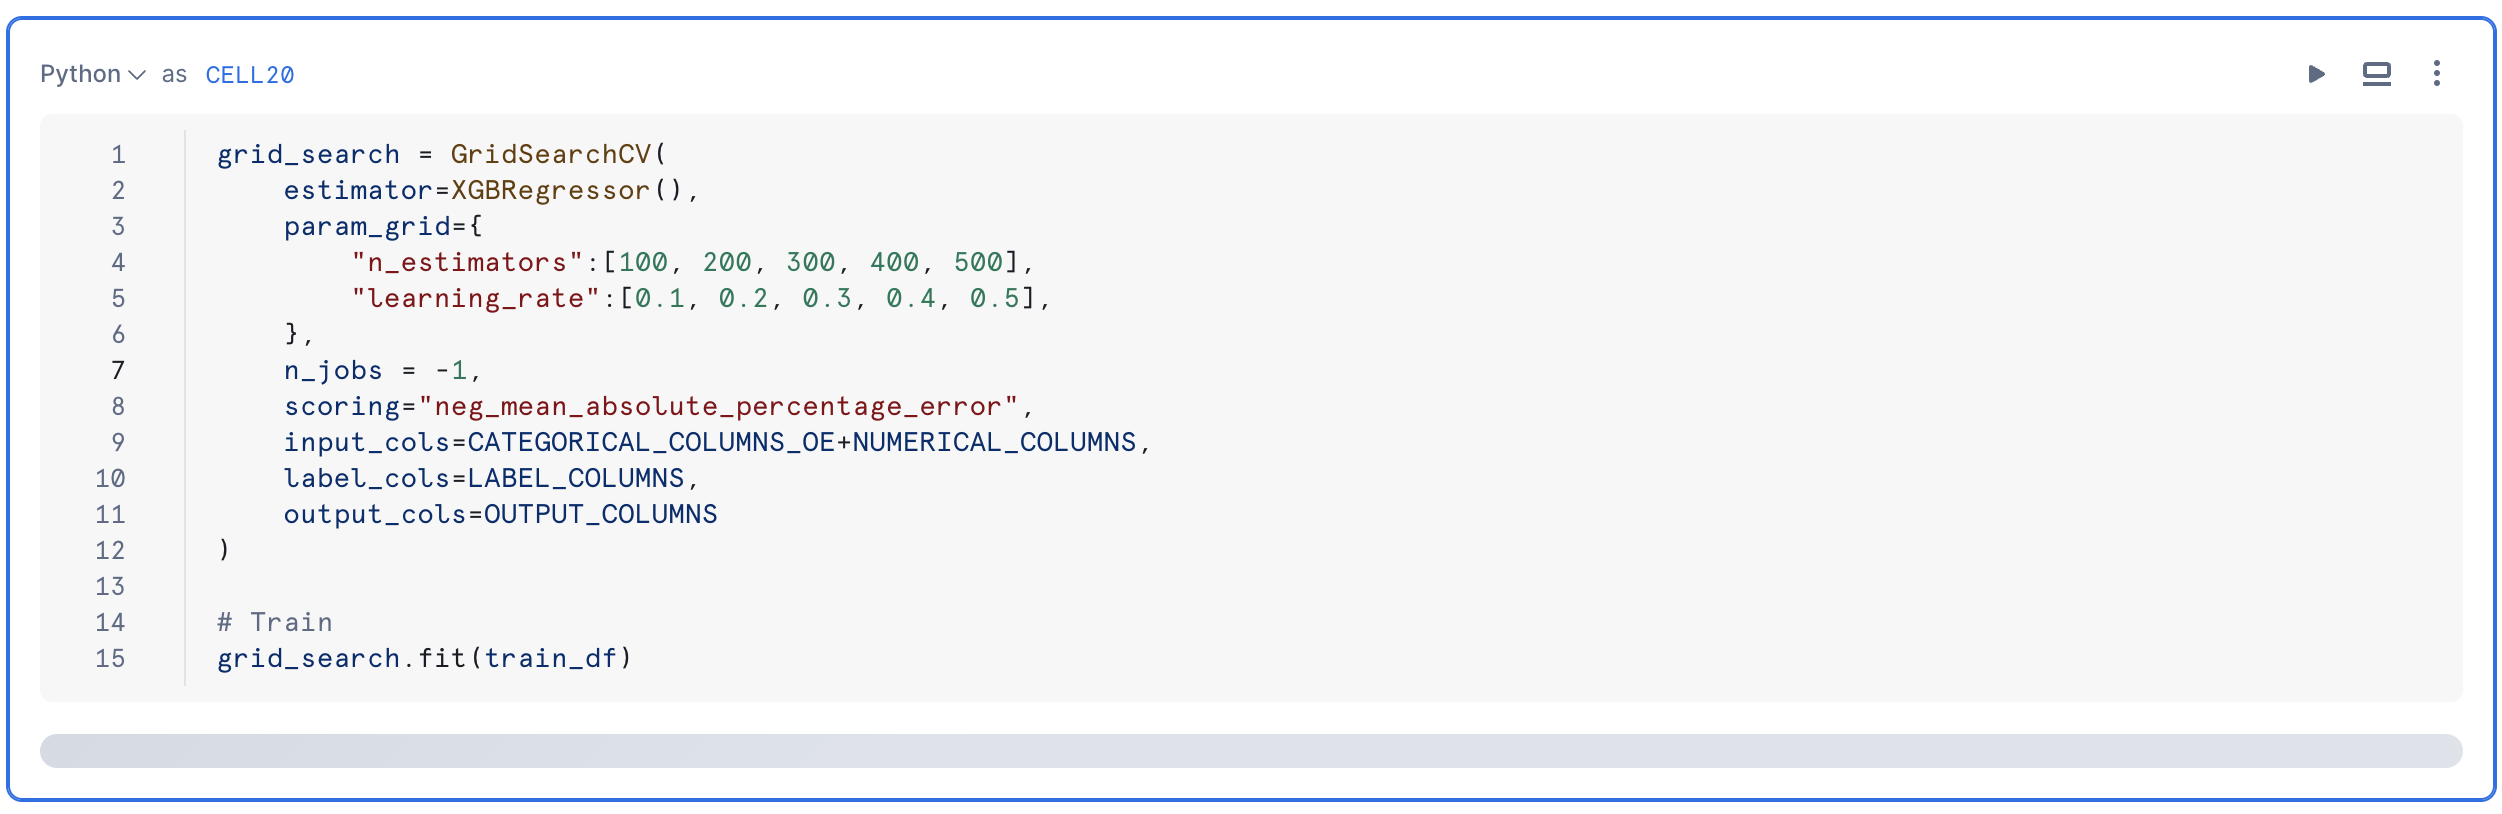 Python as CELL20
1 grid_search = GridSearchCV(
2     estimator=XGBRegressor(),
3     param_grid={
4         "n_estimators":[100, 200, 300, 400, 500],
5         "learning_rate":[0.1, 0.2, 0.3, 0.4, 0.5],
6     },
7     n_jobs = -1,
8     scoring="neg_mean_absolute_percentage_error",
9     input_cols=CATEGORICAL_COLUMNS_OE+NUMERICAL_COLUMNS,
10     label_cols=LABEL_COLUMNS,
11     output_cols=OUTPUT_COLUMNS
12 )
13
14 # Train
15 grid_search.fit(train_df)